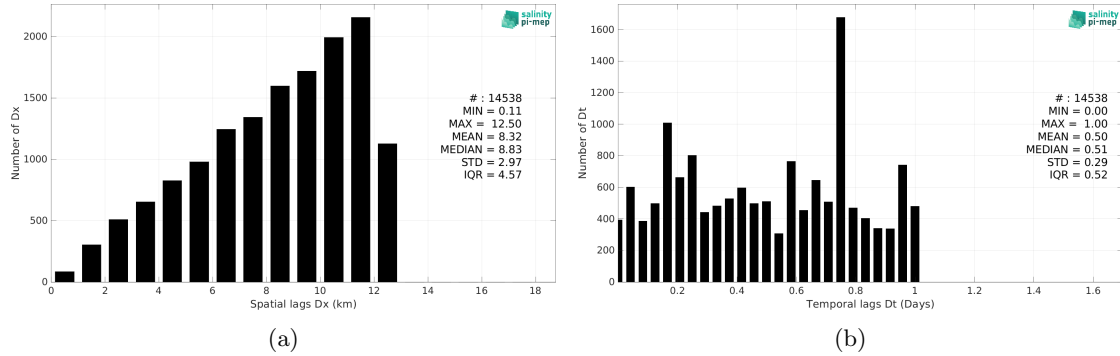 2000
1500
1000
500
0
Number of Dx
0 2 4 6 8 10 12 14 16 18
Spatial lags Dx (km)
salinity
pi-mep
# : 14538
MIN = 0.11
MAX = 12.50
MEAN = 8.32
MEDIAN = 8.83
STD = 2.97
IQR = 4.57
(a)
1600
1400
1200
1000
800
600
400
200
0
Number of Dt
0.2 0.4 0.6 0.8 1 1.2 1.4 1.6
Temporal lags Dt (Days)
salinity
pi-mep
# : 14538
MIN = 0.00
MAX = 1.00
MEAN = 0.50
MEDIAN = 0.51
STD = 0.29
IQR = 0.52
(b)